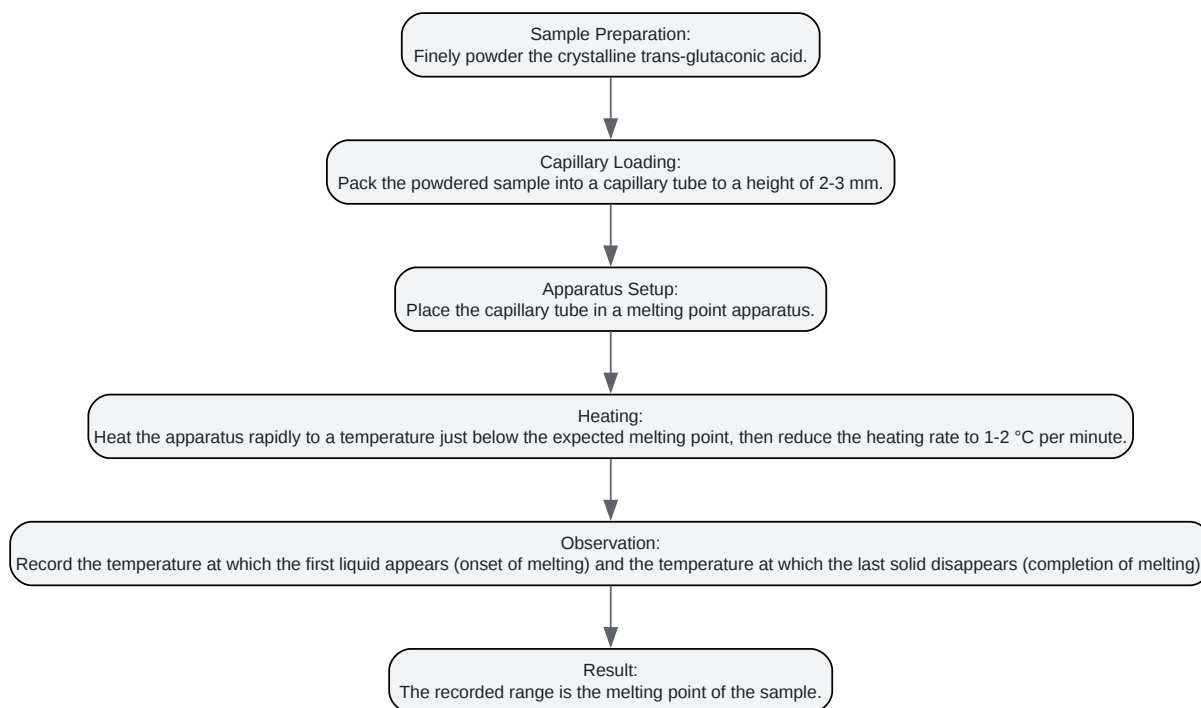 Sample Preparation:
Finely powder the crystalline trans-glutaconic acid.
Capillary Loading:
Pack the powdered sample into a capillary tube to a height of 2-3 mm.
Apparatus Setup:
Place the capillary tube in a melting point apparatus.
Heating:
Heat the apparatus rapidly to a temperature just below the expected melting point, then reduce the heating rate to 1-2 °C per minute.
Observation:
Record the temperature at which the first liquid appears (onset of melting) and the temperature at which the last solid disappears (completion of melting)
Result:
The recorded range is the melting point of the sample.